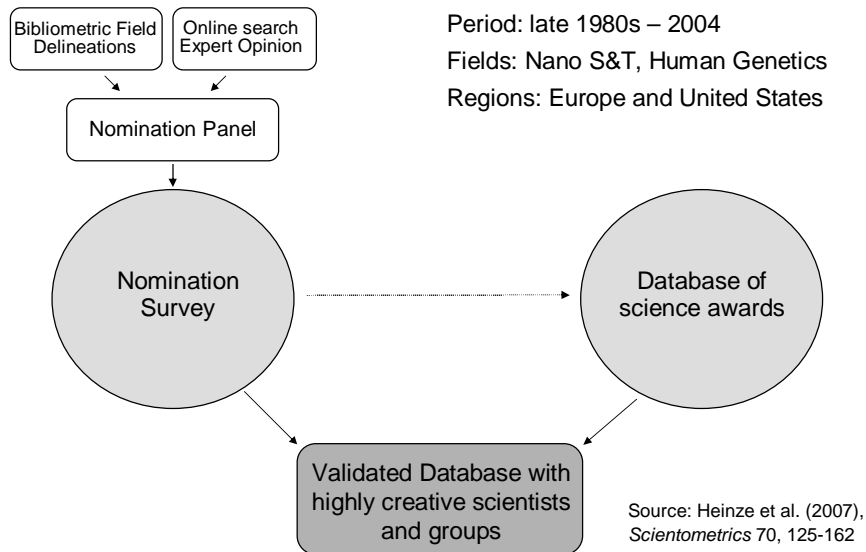 Bibliometric Field
Delineations
Online search
Expert Opinion
Period: late 1980s – 2004
Fields: Nano S&T, Human Genetics
Regions: Europe and United States
Nomination Panel
Nomination
Survey
Database of
science awards
Validated Database with
highly creative scientists
and groups
Source: Heinze et al. (2007),
Scientometrics 70, 125-162